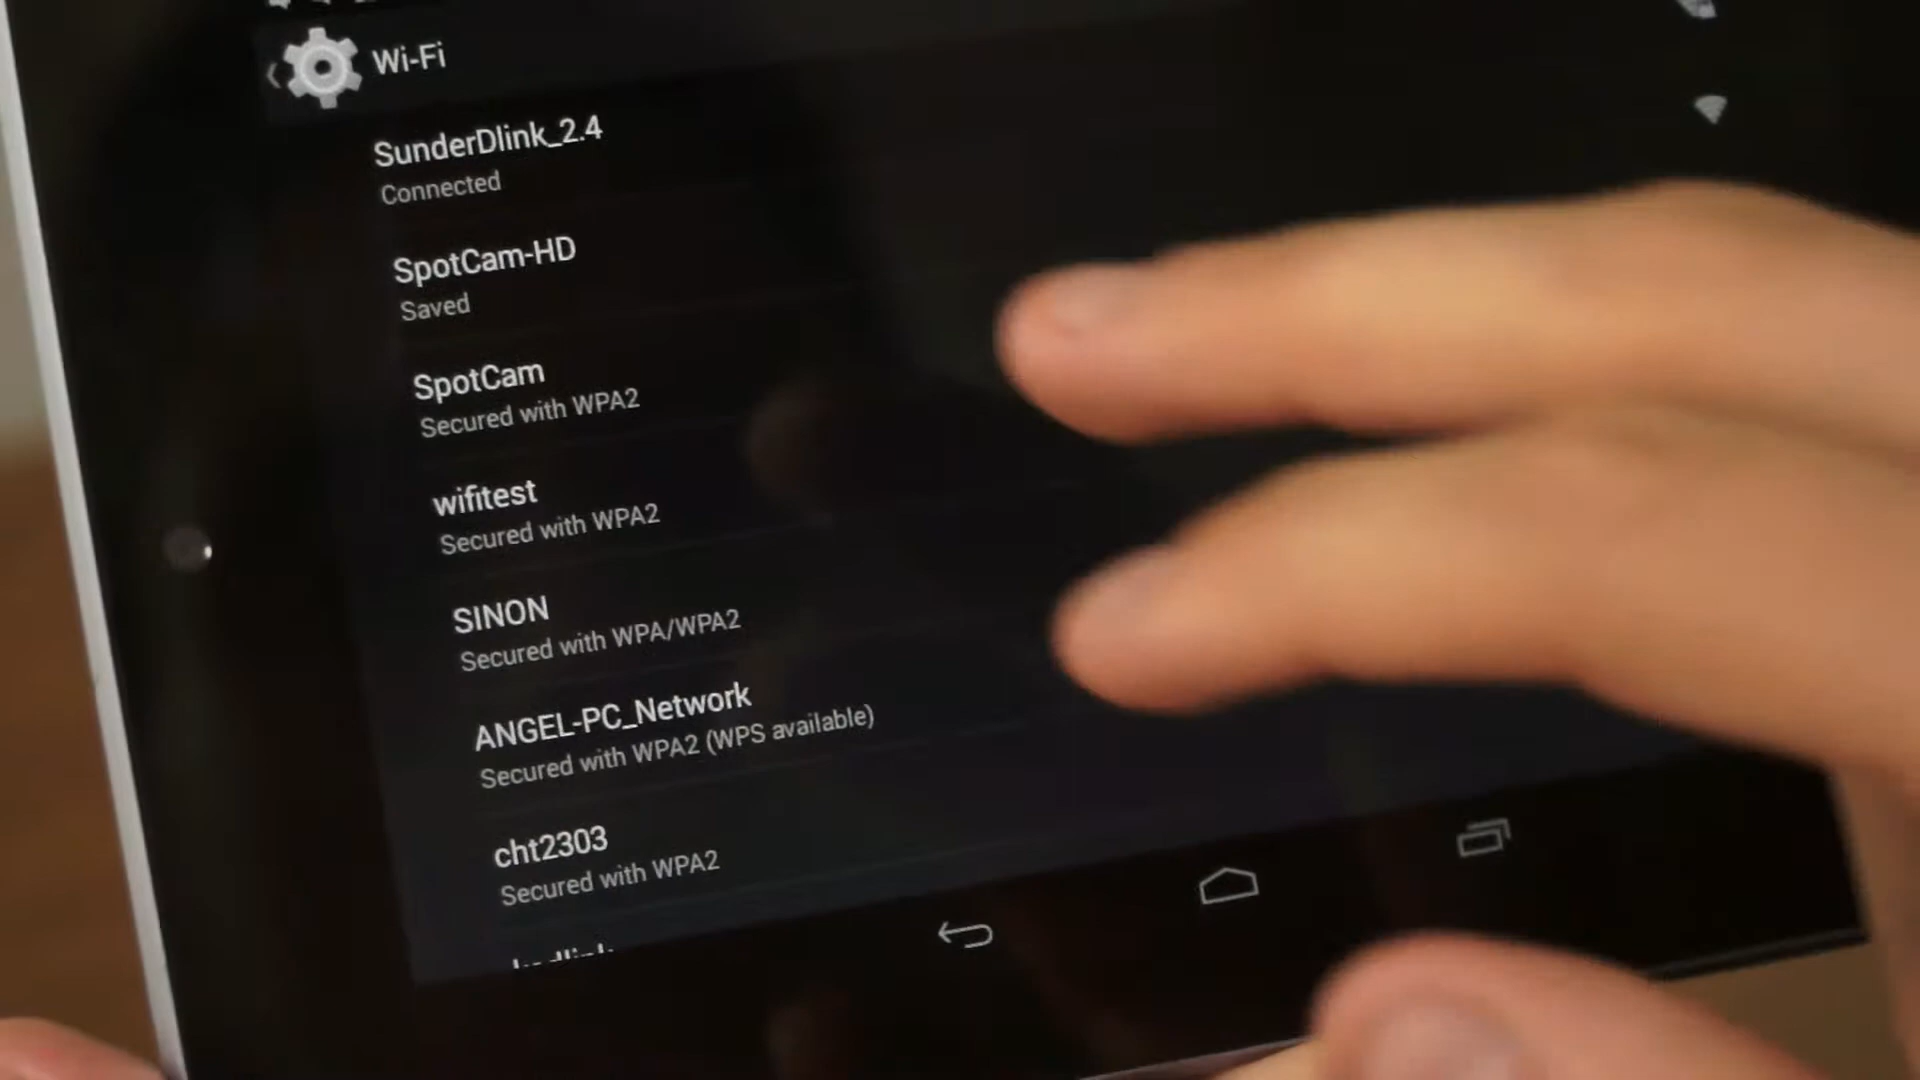 Wi-Fi
SunderDlink_2.4
Connected
SpotCam-HD
Saved
SpotCam
Secured with WPA2
wifitest
Secured with WPA2
SINON
Secured with WPA/WPA2
ANGEL-PC_Network
Secured with WPA2 (WPS available)
cht2303
Secured with WPA2